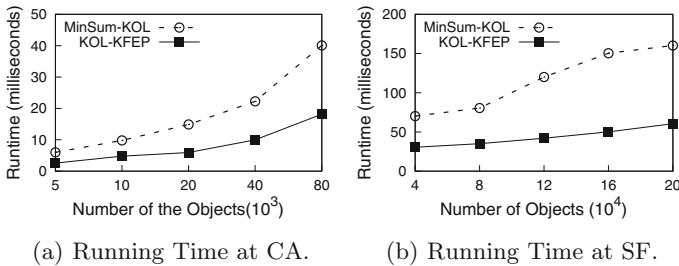 50
40
30
20
10
0
Runtime (milliseconds)
MinSum-KOL
KOL-KFEP
5 10 20 40 80
Number of the Objects(10³)
(a) Running Time at CA.
200
150
100
50
0
Runtime (milliseconds)
MinSum-KOL
KOL-KFEP
4 8 12 16 20
Number of Objects (10⁴)
(b) Running Time at SF.